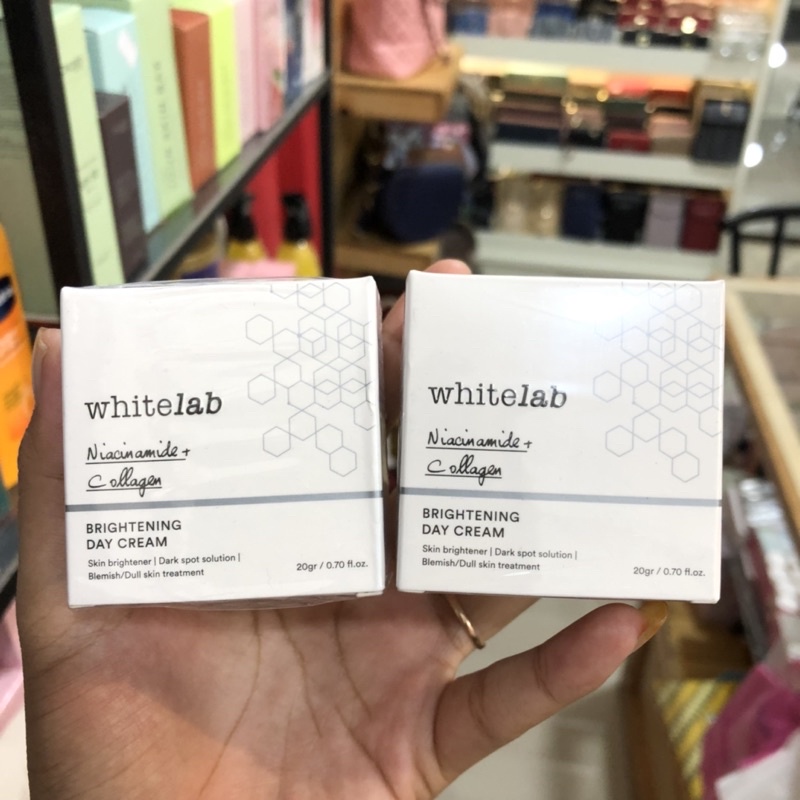 whitelab
Niacinamide +
Collagen
BRIGHTENING
DAY CREAM
Skin brightener | Dark spot solution |
Blemish/Dull skin treatment
20gr / 0.70 fl.oz.
whitelab
Niacinamide +
Collagen
BRIGHTENING
DAY CREAM
Skin brightener | Dark spot solution |
Blemish/Dull skin treatment
20gr / 0.70 fl.oz.